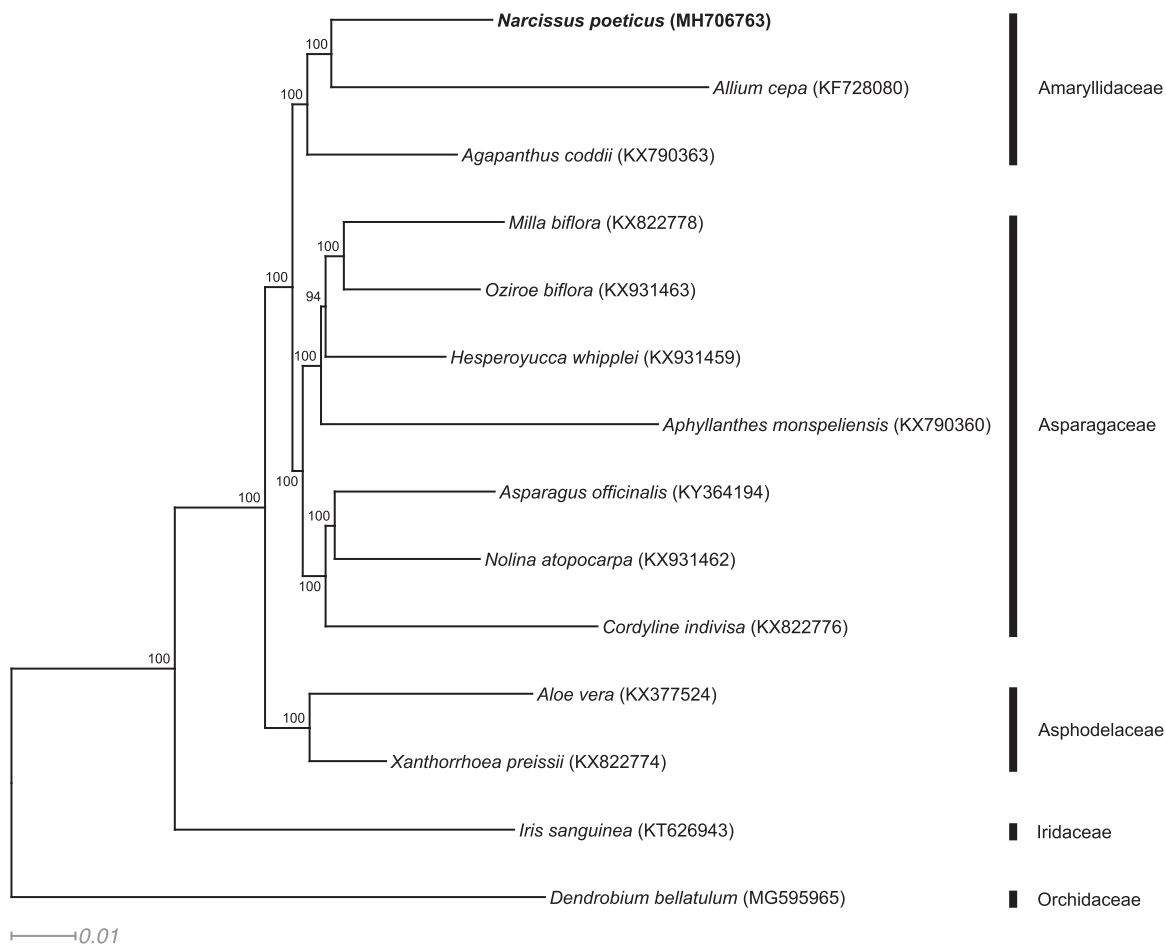 Narcissus poeticus (MH706763)
100
Allium cepa (KF728080)
Amaryllidaceae
100
Agapanthus coddii (KX790363)
Milla biflora (KX822778)
100
100
Oziroe biflora (KX931463)
94
Hesperoyucca whipplei (KX931459)
100
Aphyllanthes monspeliensis (KX790360)
Asparagaceae
100
Asparagus officinalis (KY364194)
100
100
Nolina atopocarpa (KX931462)
100
Cordyline indivisa (KX822776)
100
Aloe vera (KX377524)
100
Asphodelaceae
Xanthorrhoea preissii (KX822774)
Iris sanguinea (KT626943)
Iridaceae
Dendrobium bellatulum (MG595965)
Orchidaceae
0.01